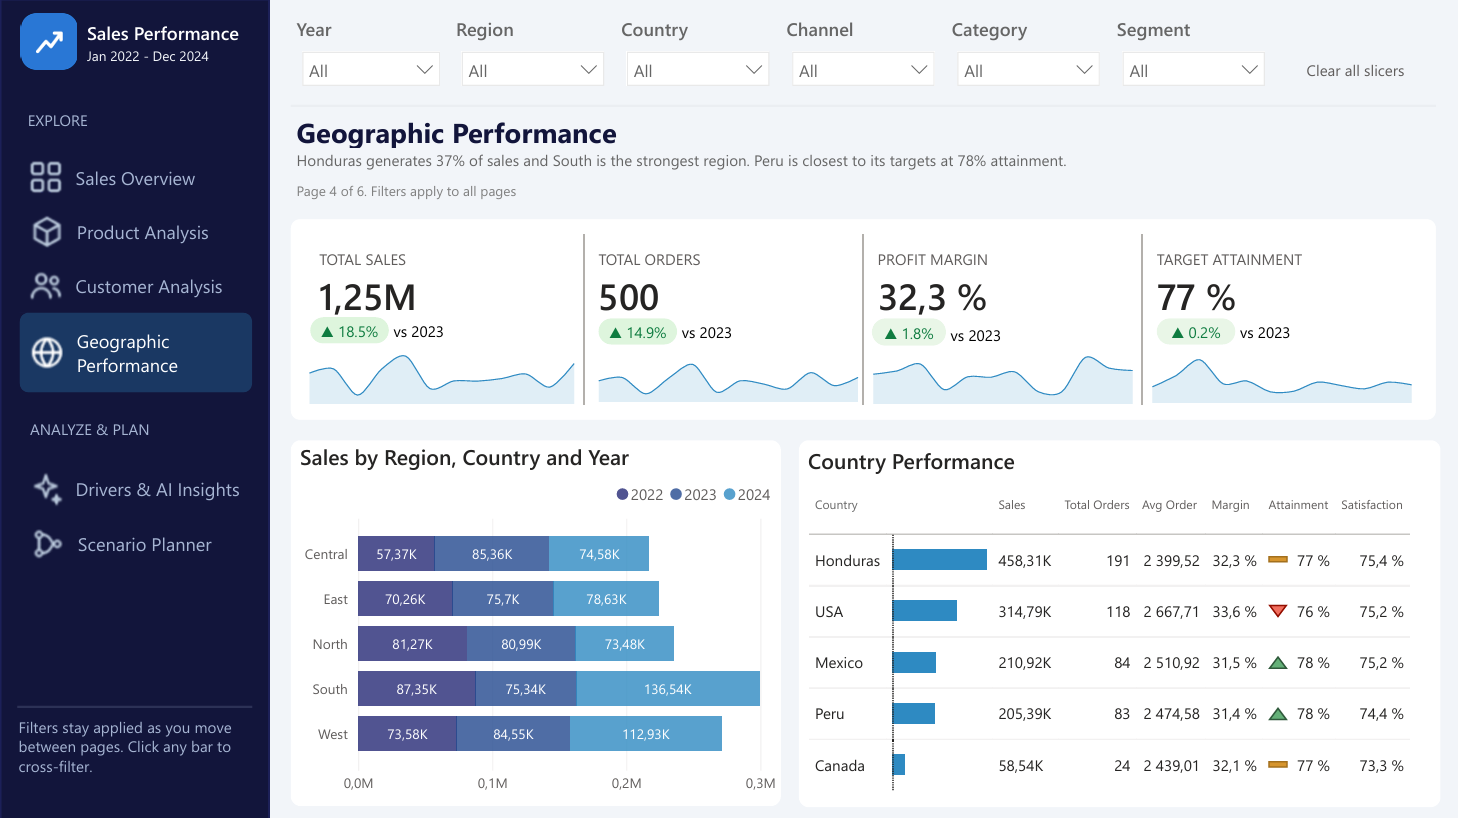 Sales Performance
Jan 2022 - Dec 2024
EXPLORE
Sales Overview
Product Analysis
Customer Analysis
Geographic
Performance
ANALYZE & PLAN
Drivers & AI Insights
Scenario Planner
Filters stay applied as you move
between pages. Click any bar to
cross-filter.
Year Region Country Channel Category Segment
All All All All All All Clear all slicers
Geographic Performance
Honduras generates 37% of sales and South is the strongest region. Peru is closest to its targets at 78% attainment.
Page 4 of 6. Filters apply to all pages
TOTAL SALES
1,25M
18.5% vs 2023
TOTAL ORDERS
500
14.9% vs 2023
PROFIT MARGIN
32,3 %
1.8% vs 2023
TARGET ATTAINMENT
77 %
0.2% vs 2023
Sales by Region, Country and Year
2022 2023 2024
Central 57,37K 85,36K 74,58K
East 70,26K 75,7K 78,63K
North 81,27K 80,99K 73,48K
South 87,35K 75,34K 136,54K
West 73,58K 84,55K 112,93K
0,0M 0,1M 0,2M 0,3M
Country Performance
Country Sales Total Orders Avg Order Margin Attainment Satisfaction
Honduras 458,31K 191 2 399,52 32,3 % 77 % 75,4 %
USA 314,79K 118 2 667,71 33,6 % 76 % 75,2 %
Mexico 210,92K 84 2 510,92 31,5 % 78 % 75,2 %
Peru 205,39K 83 2 474,58 31,4 % 78 % 74,4 %
Canada 58,54K 24 2 439,01 32,1 % 77 % 73,3 %